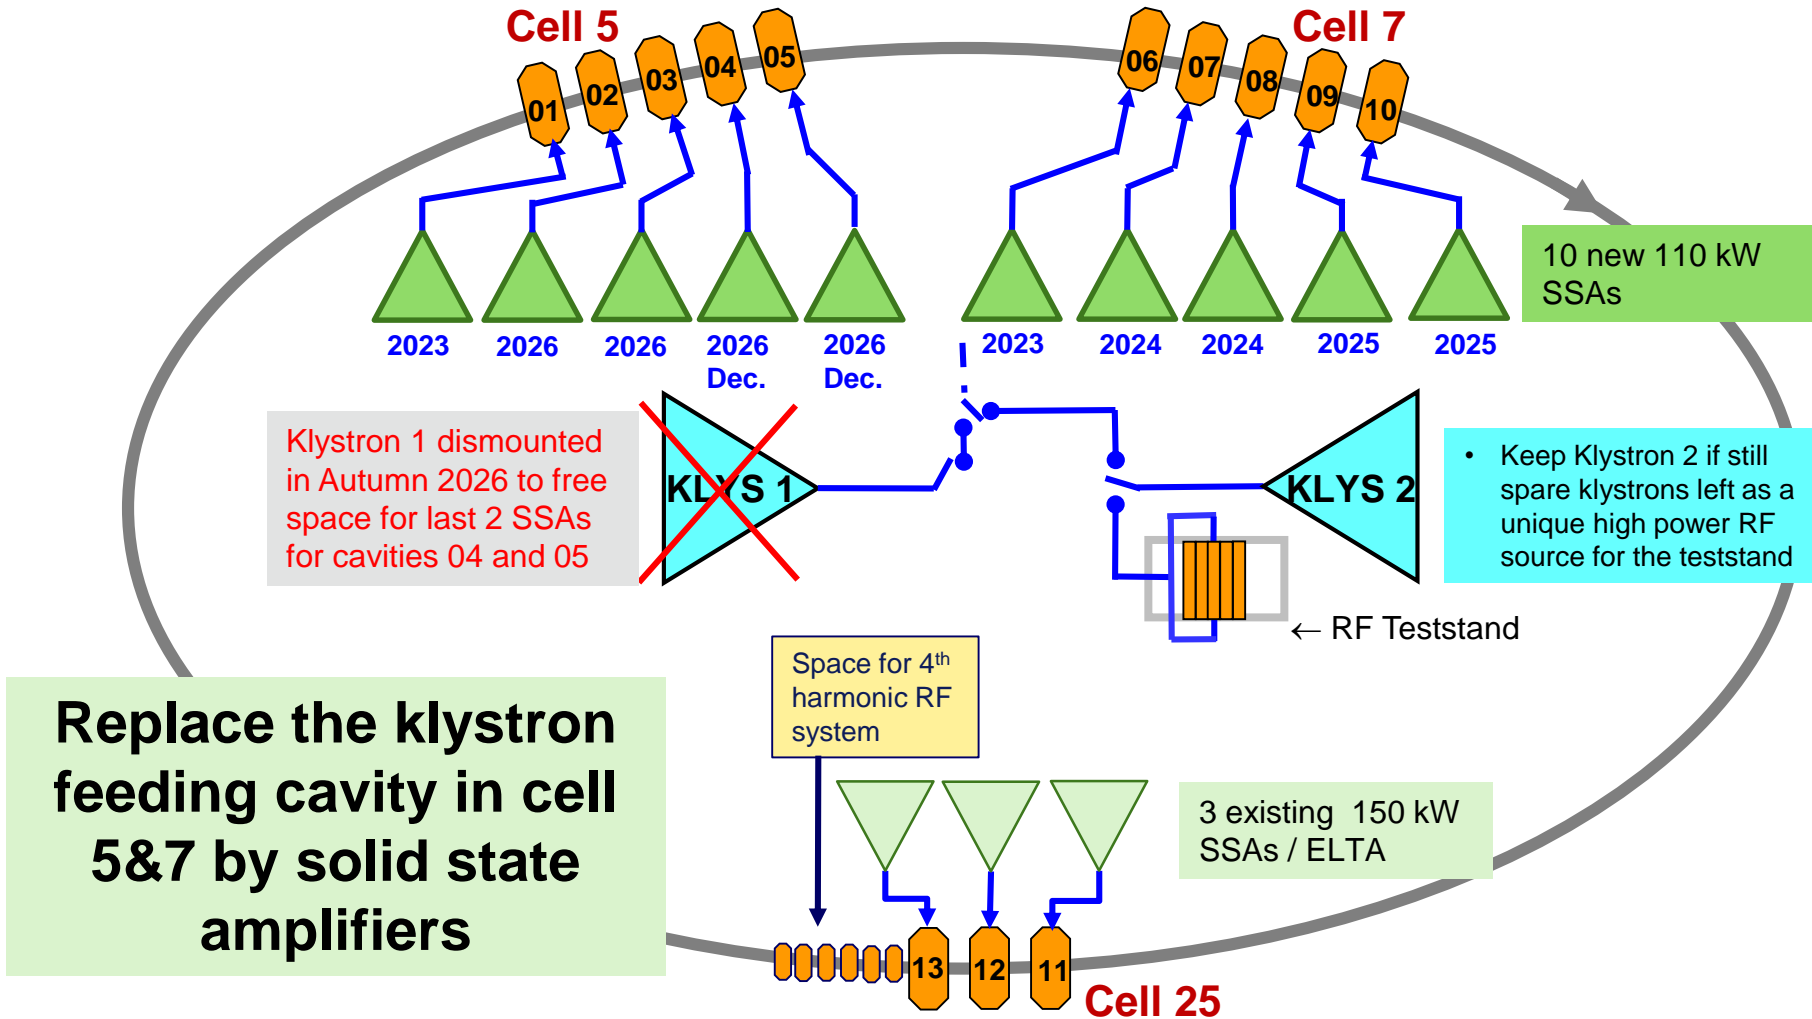 Cell 5
Cell 7
01
02
03
04
05
06
07
08
09
10
10 new 110 kW
SSAs
2023
2026
2026
2026
Dec.
2026
Dec.
2023
2024
2024
2025
2025
Klystron 1 dismounted
in Autumn 2026 to free
space for last 2 SSAs
for cavities 04 and 05
KLYS 1
KLYS 2
• Keep Klystron 2 if still
spare klystrons left as a
unique high power RF
source for the teststand
← RF Teststand
Space for 4th
harmonic RF
system
Replace the klystron
feeding cavity in cell
5&7 by solid state
amplifiers
3 existing 150 kW
SSAs / ELTA
13
12
11
Cell 25